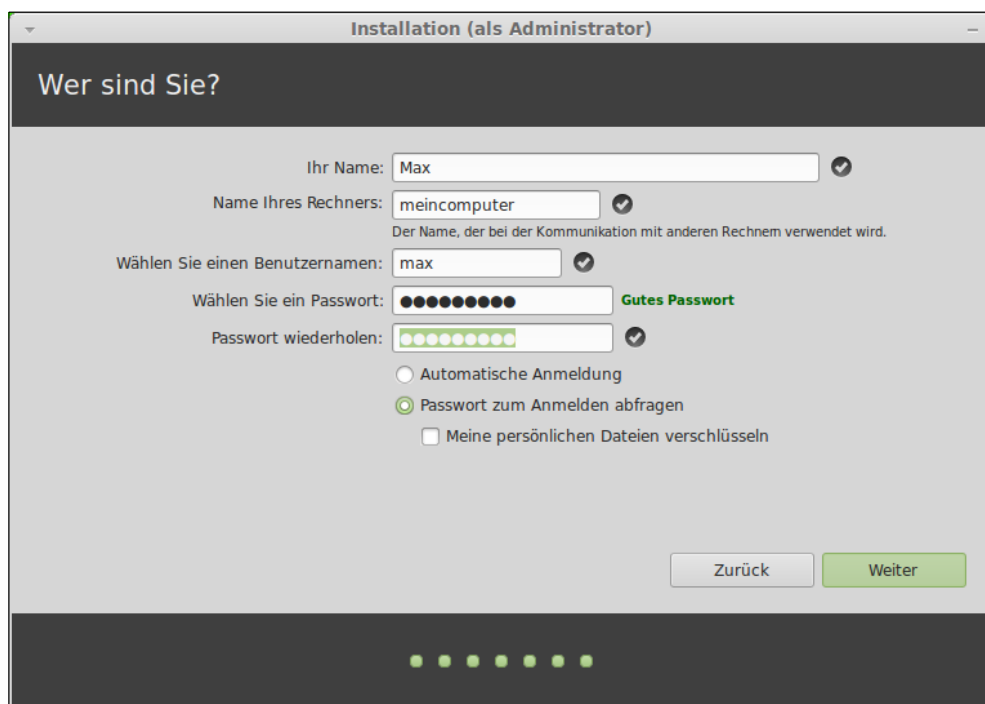 Installation (als Administrator)
Wer sind Sie?
Ihr Name: Max
Name Ihres Rechners: meincomputer
Der Name, der bei der Kommunikation mit anderen Rechnern verwendet wird.
Wählen Sie einen Benutzernamen: max
Wählen Sie ein Passwort: ●●●●●●●●● Gutes Passwort
Passwort wiederholen: ●●●●●●●●●
Automatische Anmeldung
Passwort zum Anmelden abfragen
Meine persönlichen Dateien verschlüsseln
Zurück Weiter